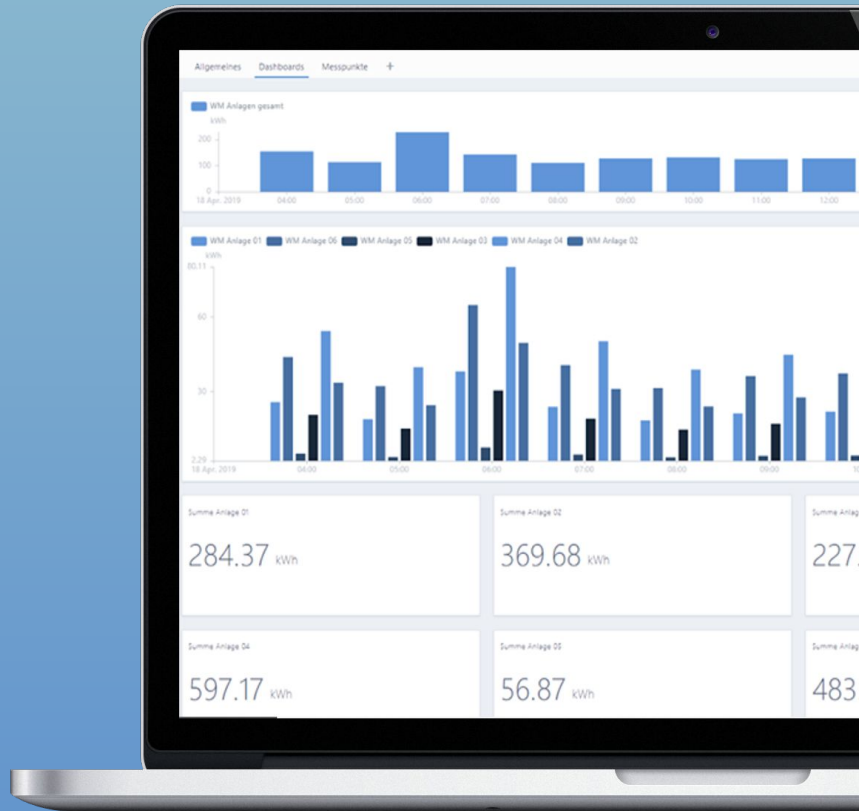 Allgemeines Dashboards Messpunkte +
WM Anlagen gesamt
kWh
200
100
0
18 Apr. 2019 04:00 05:00 06:00 07:00 08:00 09:00 10:00 11:00 12:00
WM Anlage 01 WM Anlage 06 WM Anlage 05 WM Anlage 03 WM Anlage 04 WM Anlage 02
kWh
80.11
60
30
2.29
18 Apr. 2019 04:00 05:00 06:00 07:00 08:00 09:00
Summe Anlage 01 Summe Anlage 02 Summe
284.37 kWh 369.68 kWh 227.
Summe Anlage 04 Summe Anlage 05 Summe
597.17 kWh 56.87 kWh 483